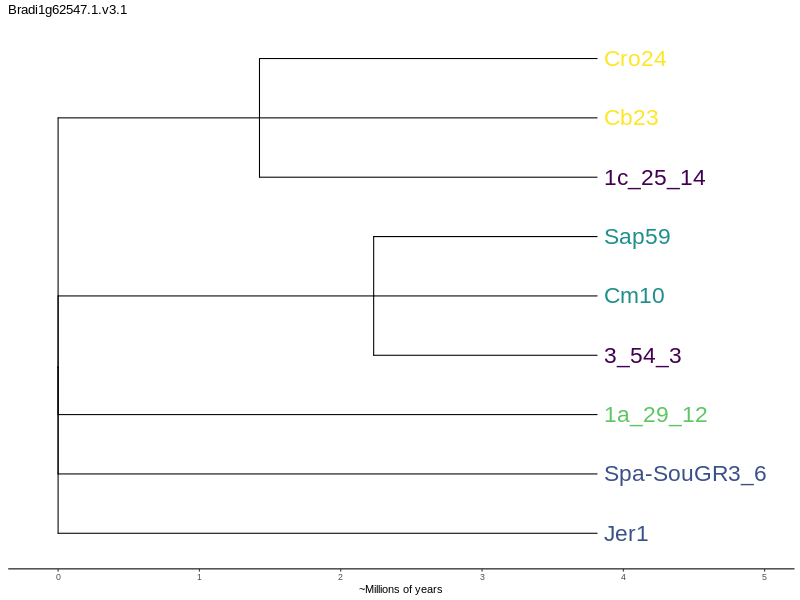 Bradi1g62547.1.v3.1
Cro24
Cb23
1c_25_14
Sap59
Cm10
3_54_3
1a_29_12
Spa-SouGR3_6
Jer1
0 1 2 3 4 5
~Millions of years